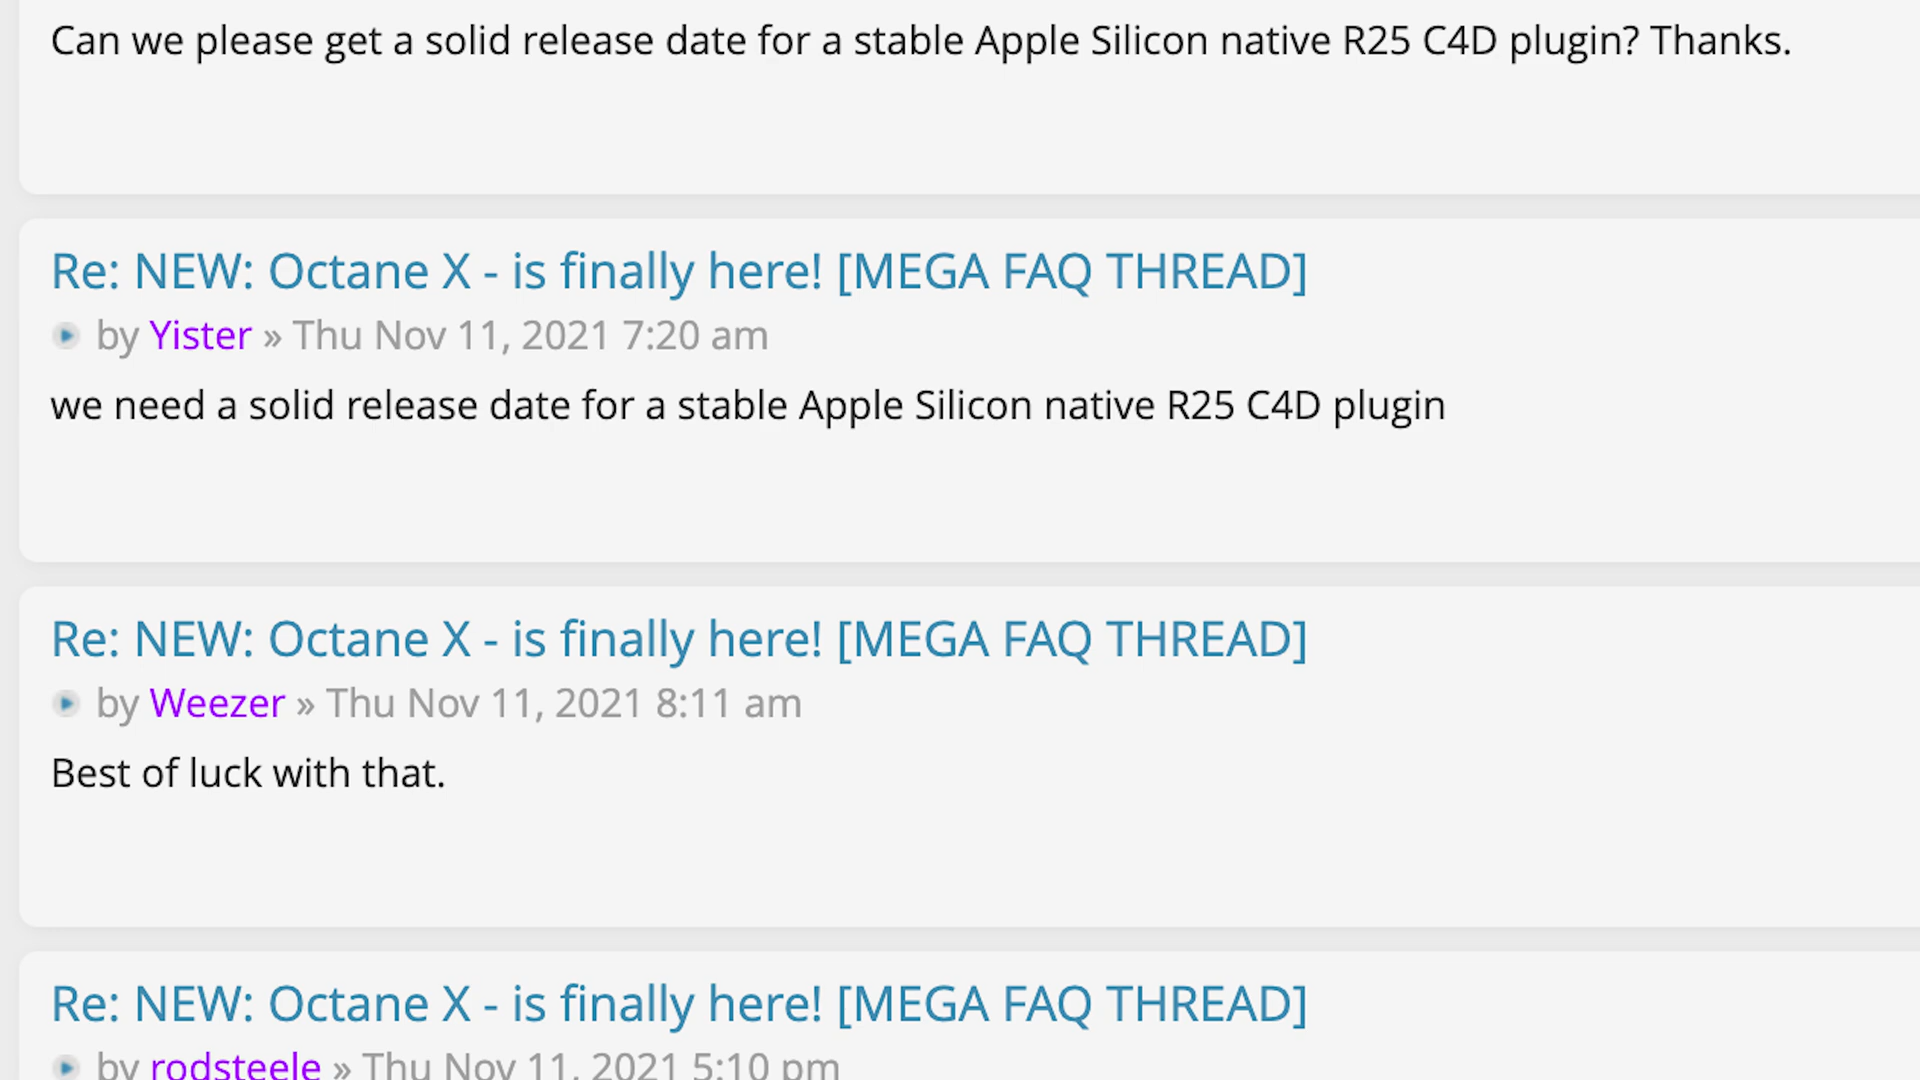 Can we please get a solid release date for a stable Apple Silicon native R25 C4D plugin? Thanks.
Re: NEW: Octane X - is finally here! [MEGA FAQ THREAD]
by Yister » Thu Nov 11, 2021 7:20 am
we need a solid release date for a stable Apple Silicon native R25 C4D plugin
Re: NEW: Octane X - is finally here! [MEGA FAQ THREAD]
by Weezer » Thu Nov 11, 2021 8:11 am
Best of luck with that.
Re: NEW: Octane X - is finally here! [MEGA FAQ THREAD]
by rodsteele » Thu Nov 11, 2021 5:10 pm